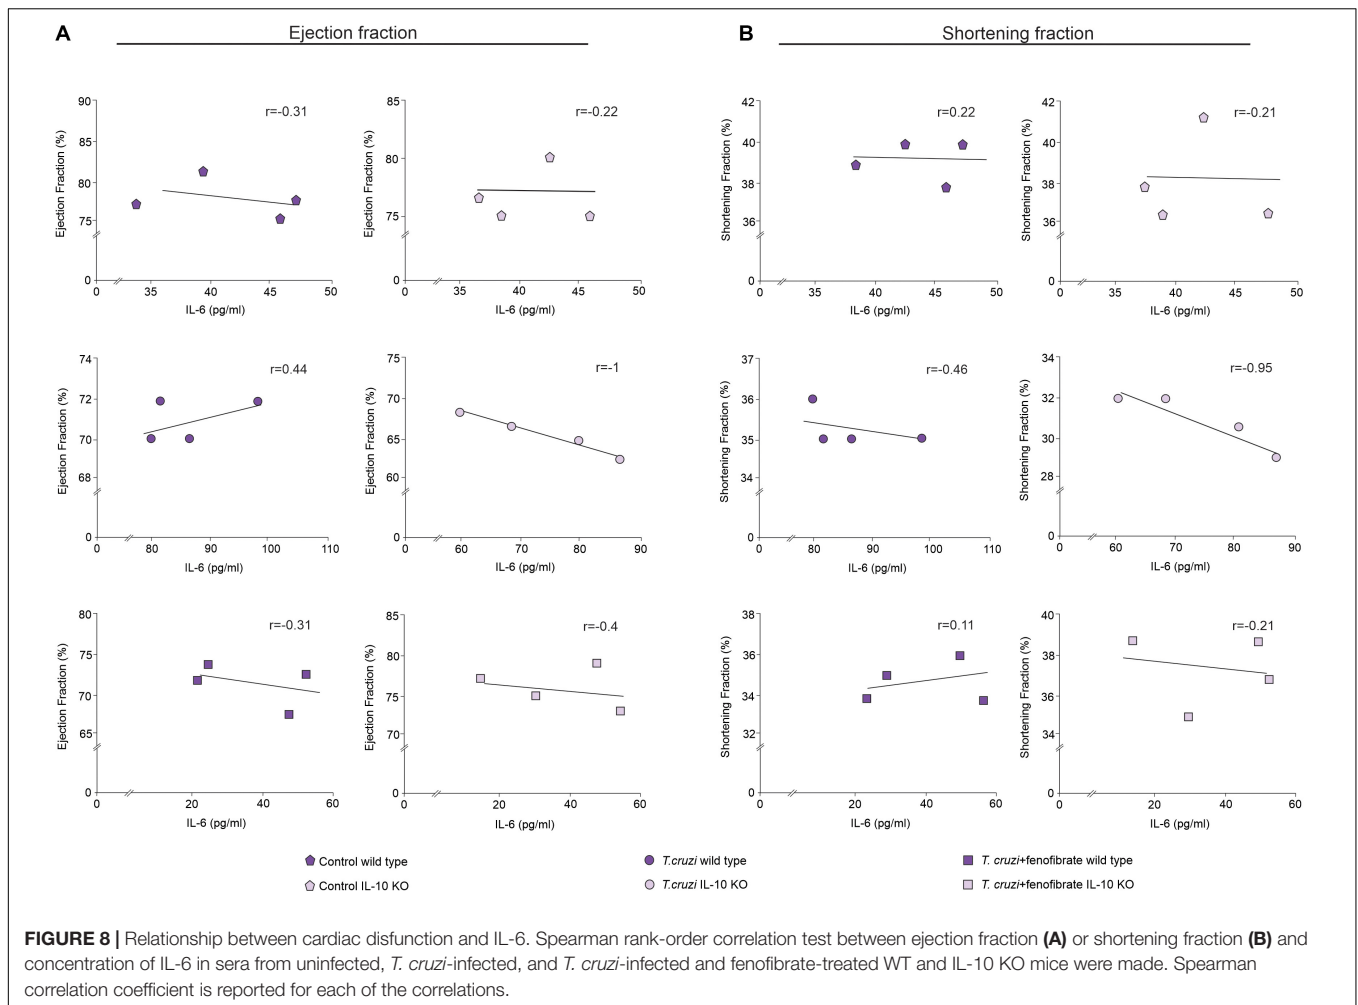 A
Ejection fraction
B
Shortening fraction
r=-0.31
Ejection Fraction (%)
90
85
80
75
0
0 35 40 45 50
IL-6 (pg/ml)
r=-0.22
Ejection Fraction (%)
85
80
75
0
0 35 40 45 50
IL-6 (pg/ml)
r=0.22
Shortening Fraction (%)
42
40
38
36
0
0 35 40 45 50
IL-6 (pg/ml)
r=-0.21
Shortening Fraction (%)
42
40
38
36
0
0 35 40 45 50
IL-6 (pg/ml)
r=0.44
Ejection Fraction (%)
74
72
70
68
0
0 80 90 100 110
IL-6 (pg/ml)
r=-1
Ejection Fraction (%)
75
70
65
60
0
0 60 70 80 90
IL-6 (pg/ml)
r=-0.46
Shortening Fraction (%)
37
36
35
34
0
0 80 90 100 110
IL-6 (pg/ml)
r=-0.95
Shortening Fraction (%)
34
32
30
28
0
0 60 70 80 90
IL-6 (pg/ml)
r=-0.31
Ejection Fraction (%)
80
75
70
65
0
0 20 40 60
IL-6 (pg/ml)
r=-0.4
Ejection Fraction (%)
85
80
75
70
0
0 20 40 60
IL-6 (pg/ml)
r=0.11
Shortening Fraction (%)
38
36
34
32
0
0 20 40 60
IL-6 (pg/ml)
r=-0.21
Shortening Fraction (%)
40
38
36
34
0
0 20 40 60
IL-6 (pg/ml)
Control wild type
T.cruzi wild type
T. cruzi+fenofibrate wild type
Control IL-10 KO
T.cruzi IL-10 KO
T. cruzi+fenofibrate IL-10 KO
FIGURE 8 | Relationship between cardiac disfunction and IL-6. Spearman rank-order correlation test between ejection fraction (A) or shortening fraction (B) and
concentration of IL-6 in sera from uninfected, T. cruzi-infected, and T. cruzi-infected and fenofibrate-treated WT and IL-10 KO mice were made. Spearman
correlation coefficient is reported for each of the correlations.